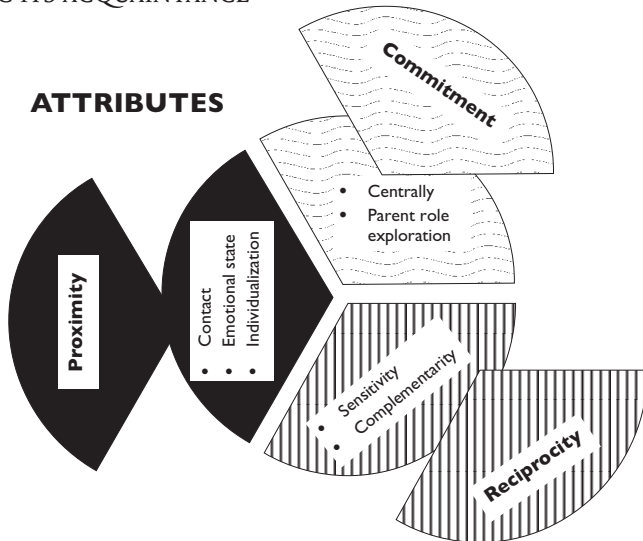 ATTRIBUTES
Commitment
• Centrally
• Parent role
exploration
Proximity
• Contact
• Emotional state
• Individualization
• Sensitivity
• Complementarity
Reciprocity